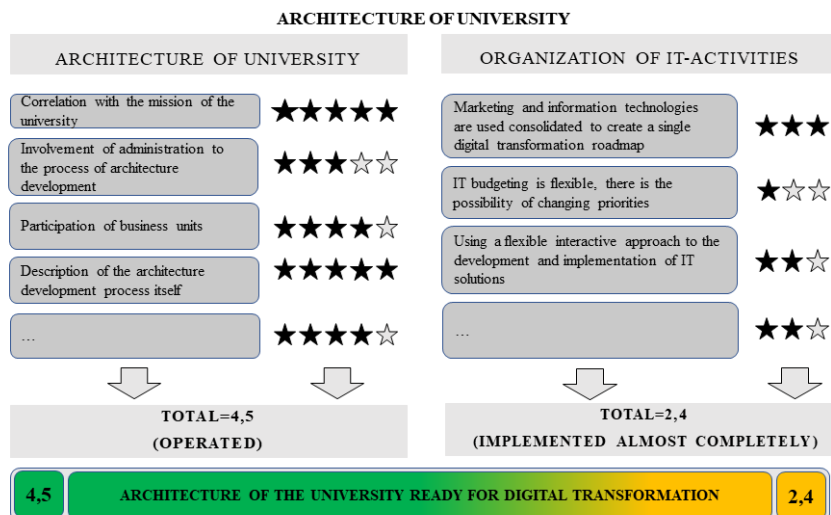 ARCHITECTURE OF UNIVERSITY
ARCHITECTURE OF UNIVERSITY
Correlation with the mission of the
university
Involvement of administration to
the process of architecture
development
Participation of business units
Description of the architecture
development process itself
...
TOTAL=4,5
(OPERATED)
ORGANIZATION OF IT-ACTIVITIES
Marketing and information technologies
are used consolidated to create a single
digital transformation roadmap
IT budgeting is flexible, there is the
possibility of changing priorities
Using a flexible interactive approach to the
development and implementation of IT
solutions
...
TOTAL=2,4
(IMPLEMENTED ALMOST COMPLETELY)
4,5
ARCHITECTURE OF THE UNIVERSITY READY FOR DIGITAL TRANSFORMATION
2,4